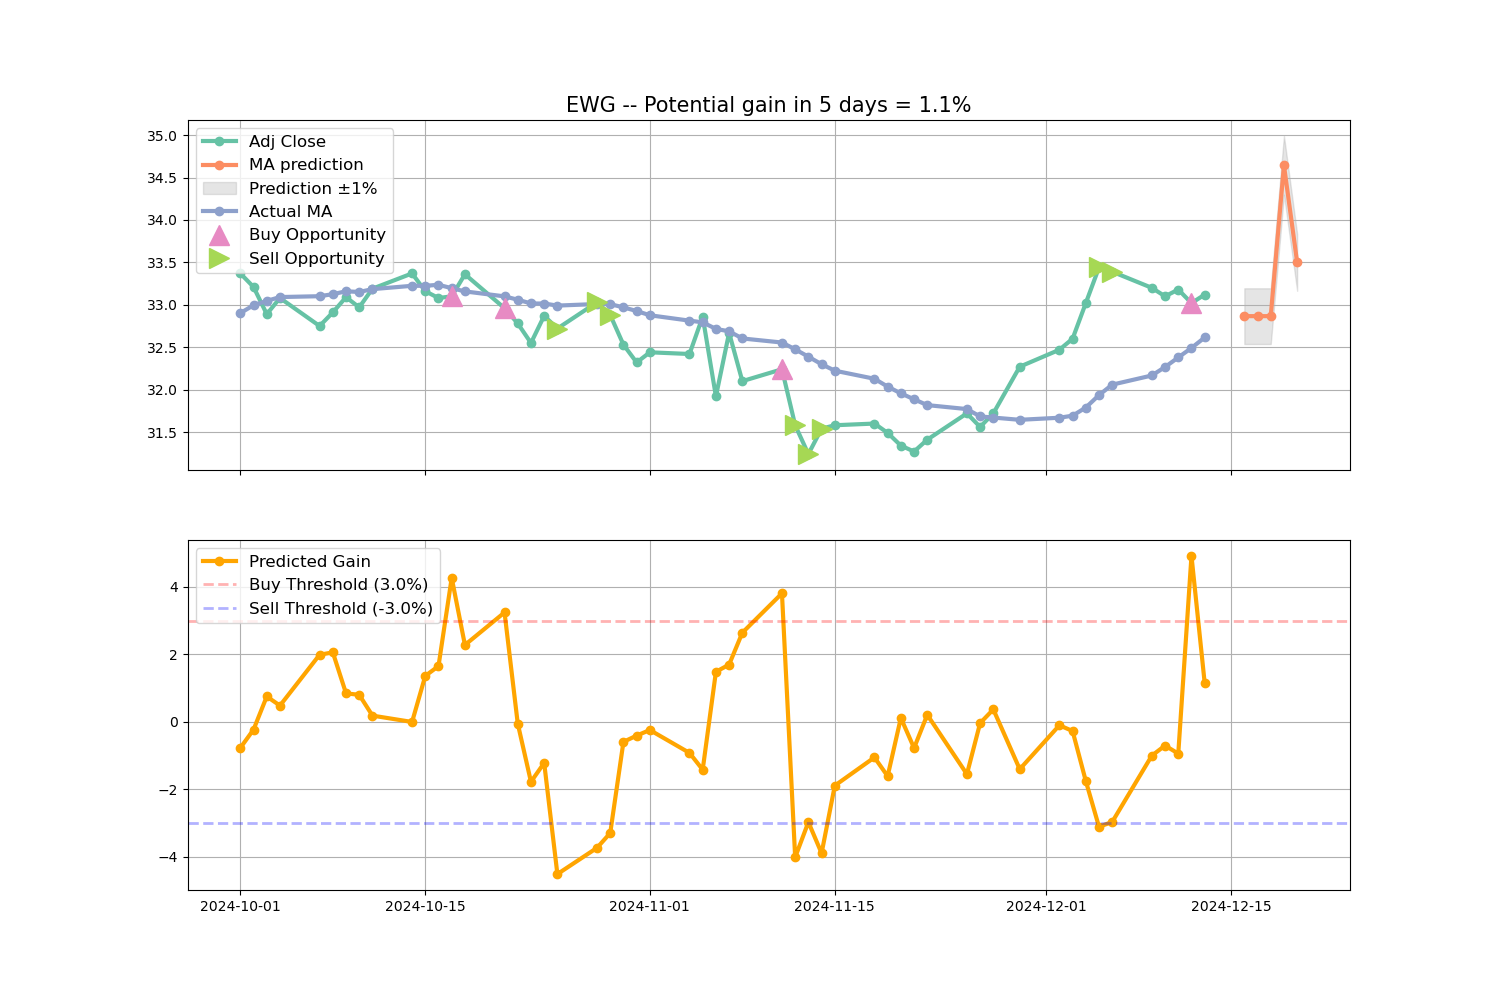 EWG -- Potential gain in 5 days = 1.1%
Adj Close
MA prediction
Prediction ±1%
Actual MA
Buy Opportunity
Sell Opportunity
35.0
34.5
34.0
33.5
33.0
32.5
32.0
31.5
Predicted Gain
Buy Threshold (3.0%)
Sell Threshold (-3.0%)
4
2
0
−2
−4
2024-10-01
2024-10-15
2024-11-01
2024-11-15
2024-12-01
2024-12-15